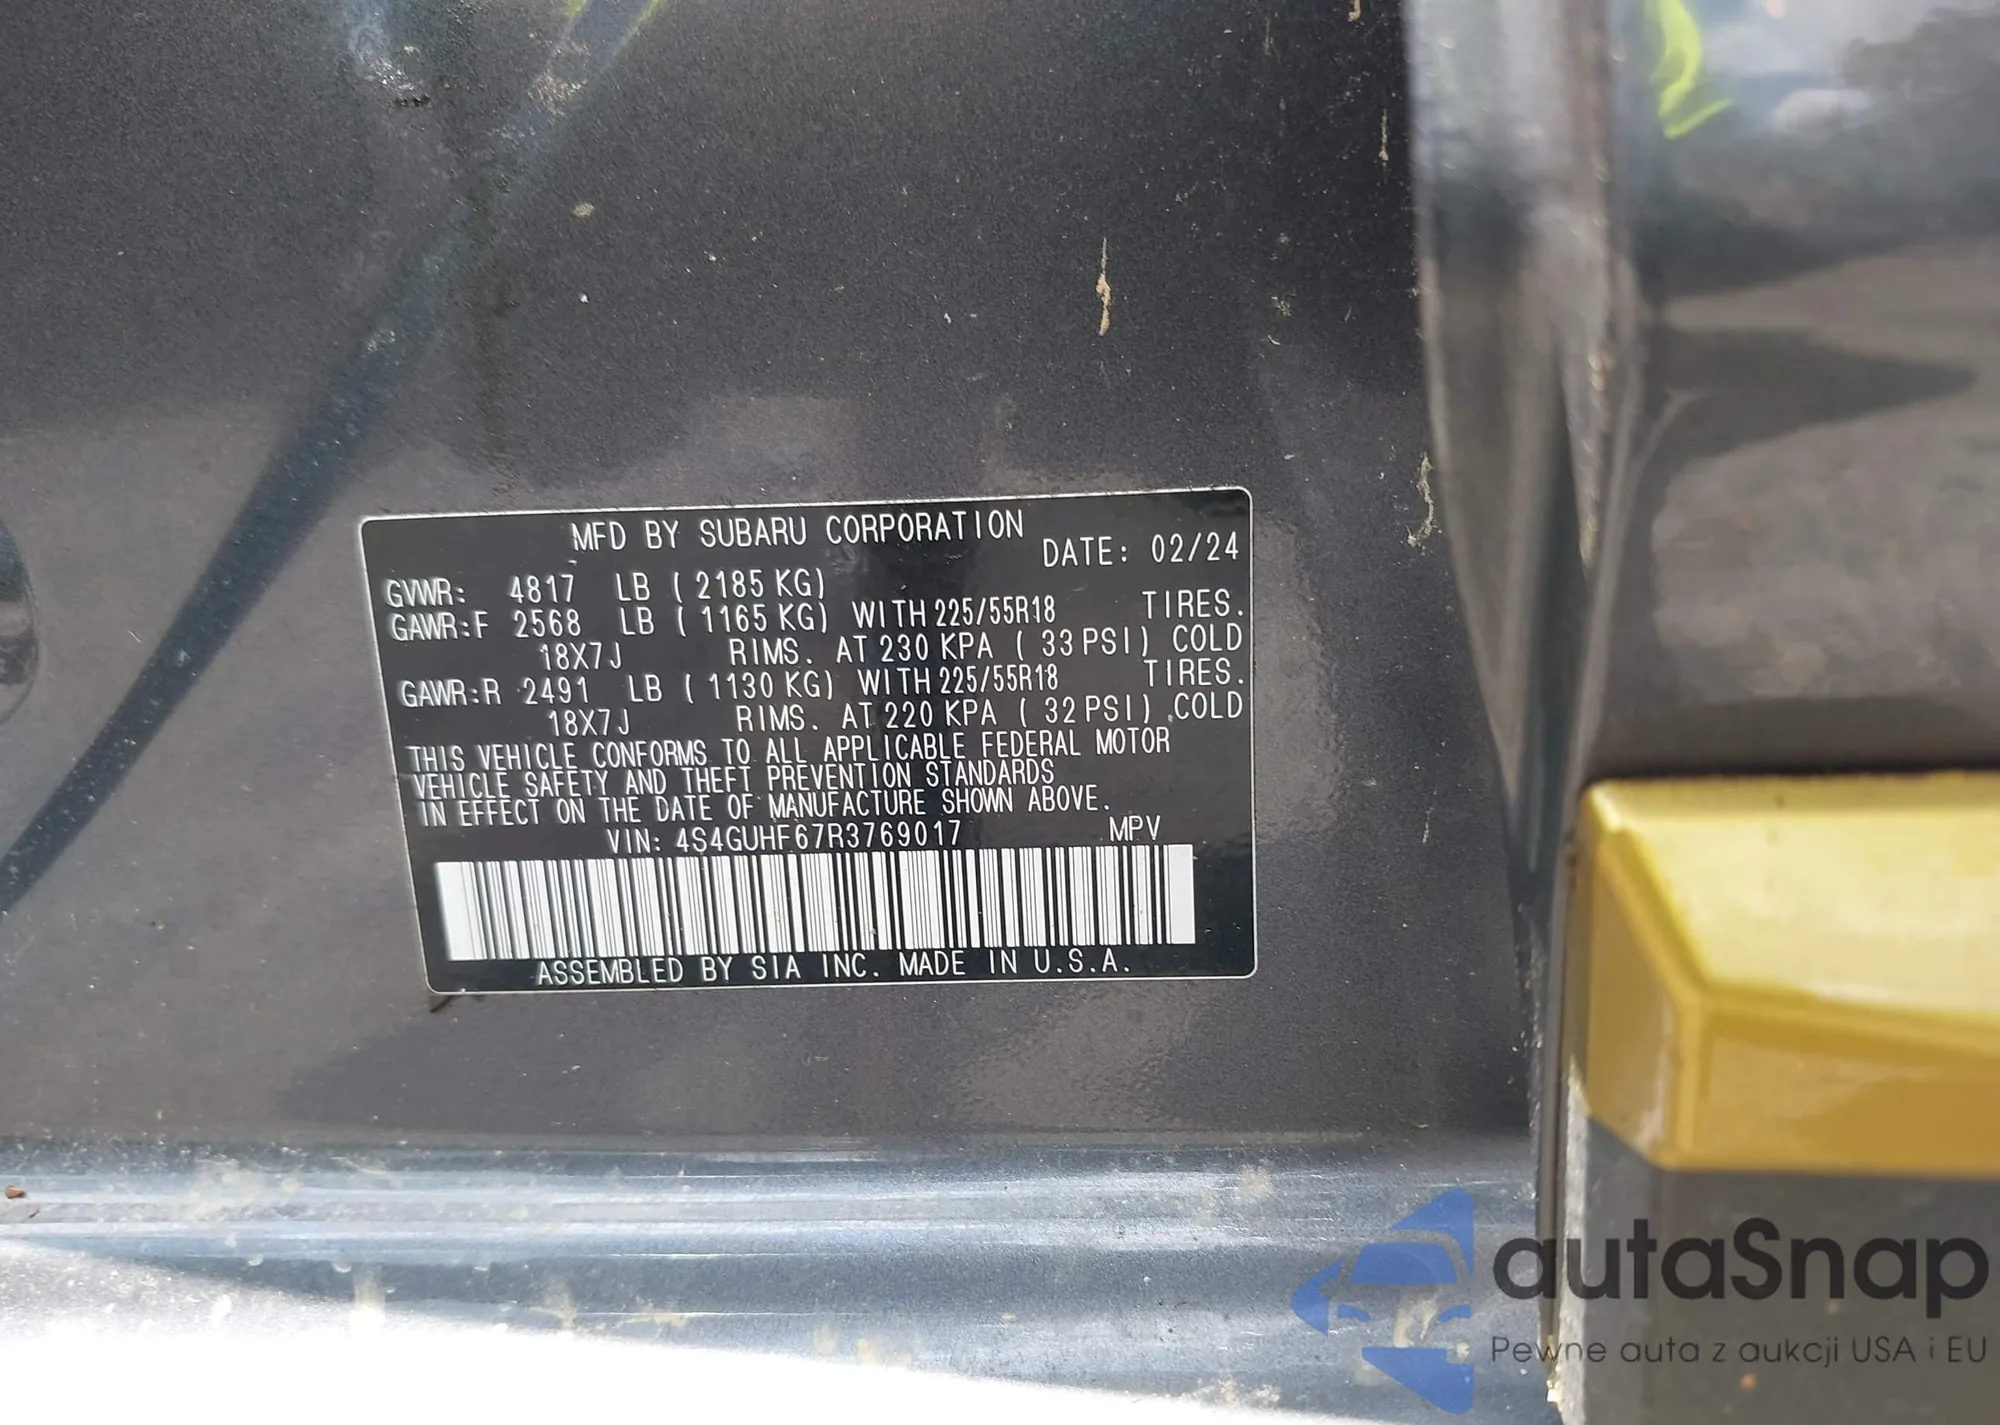 MFD BY SUBARU CORPORATION
DATE: 02/24
GVWR: 4817 LB ( 2185 KG)
GAWR:F 2568 LB ( 1165 KG) WITH 225/55R18 TIRES.
18X7J RIMS. AT 230 KPA ( 33 PSI) COLD
GAWR:R 2491 LB ( 1130 KG) WITH 225/55R18 TIRES.
18X7J RIMS. AT 220 KPA ( 32 PSI) COLD
THIS VEHICLE CONFORMS TO ALL APPLICABLE FEDERAL MOTOR
VEHICLE SAFETY AND THEFT PREVENTION STANDARDS
IN EFFECT ON THE DATE OF MANUFACTURE SHOWN ABOVE.
VIN: 4S4GUHF67R3769017 MPV
ASSEMBLED BY SIA INC. MADE IN U.S.A.
autaSnap
Pewne auta z aukcji USA i EU